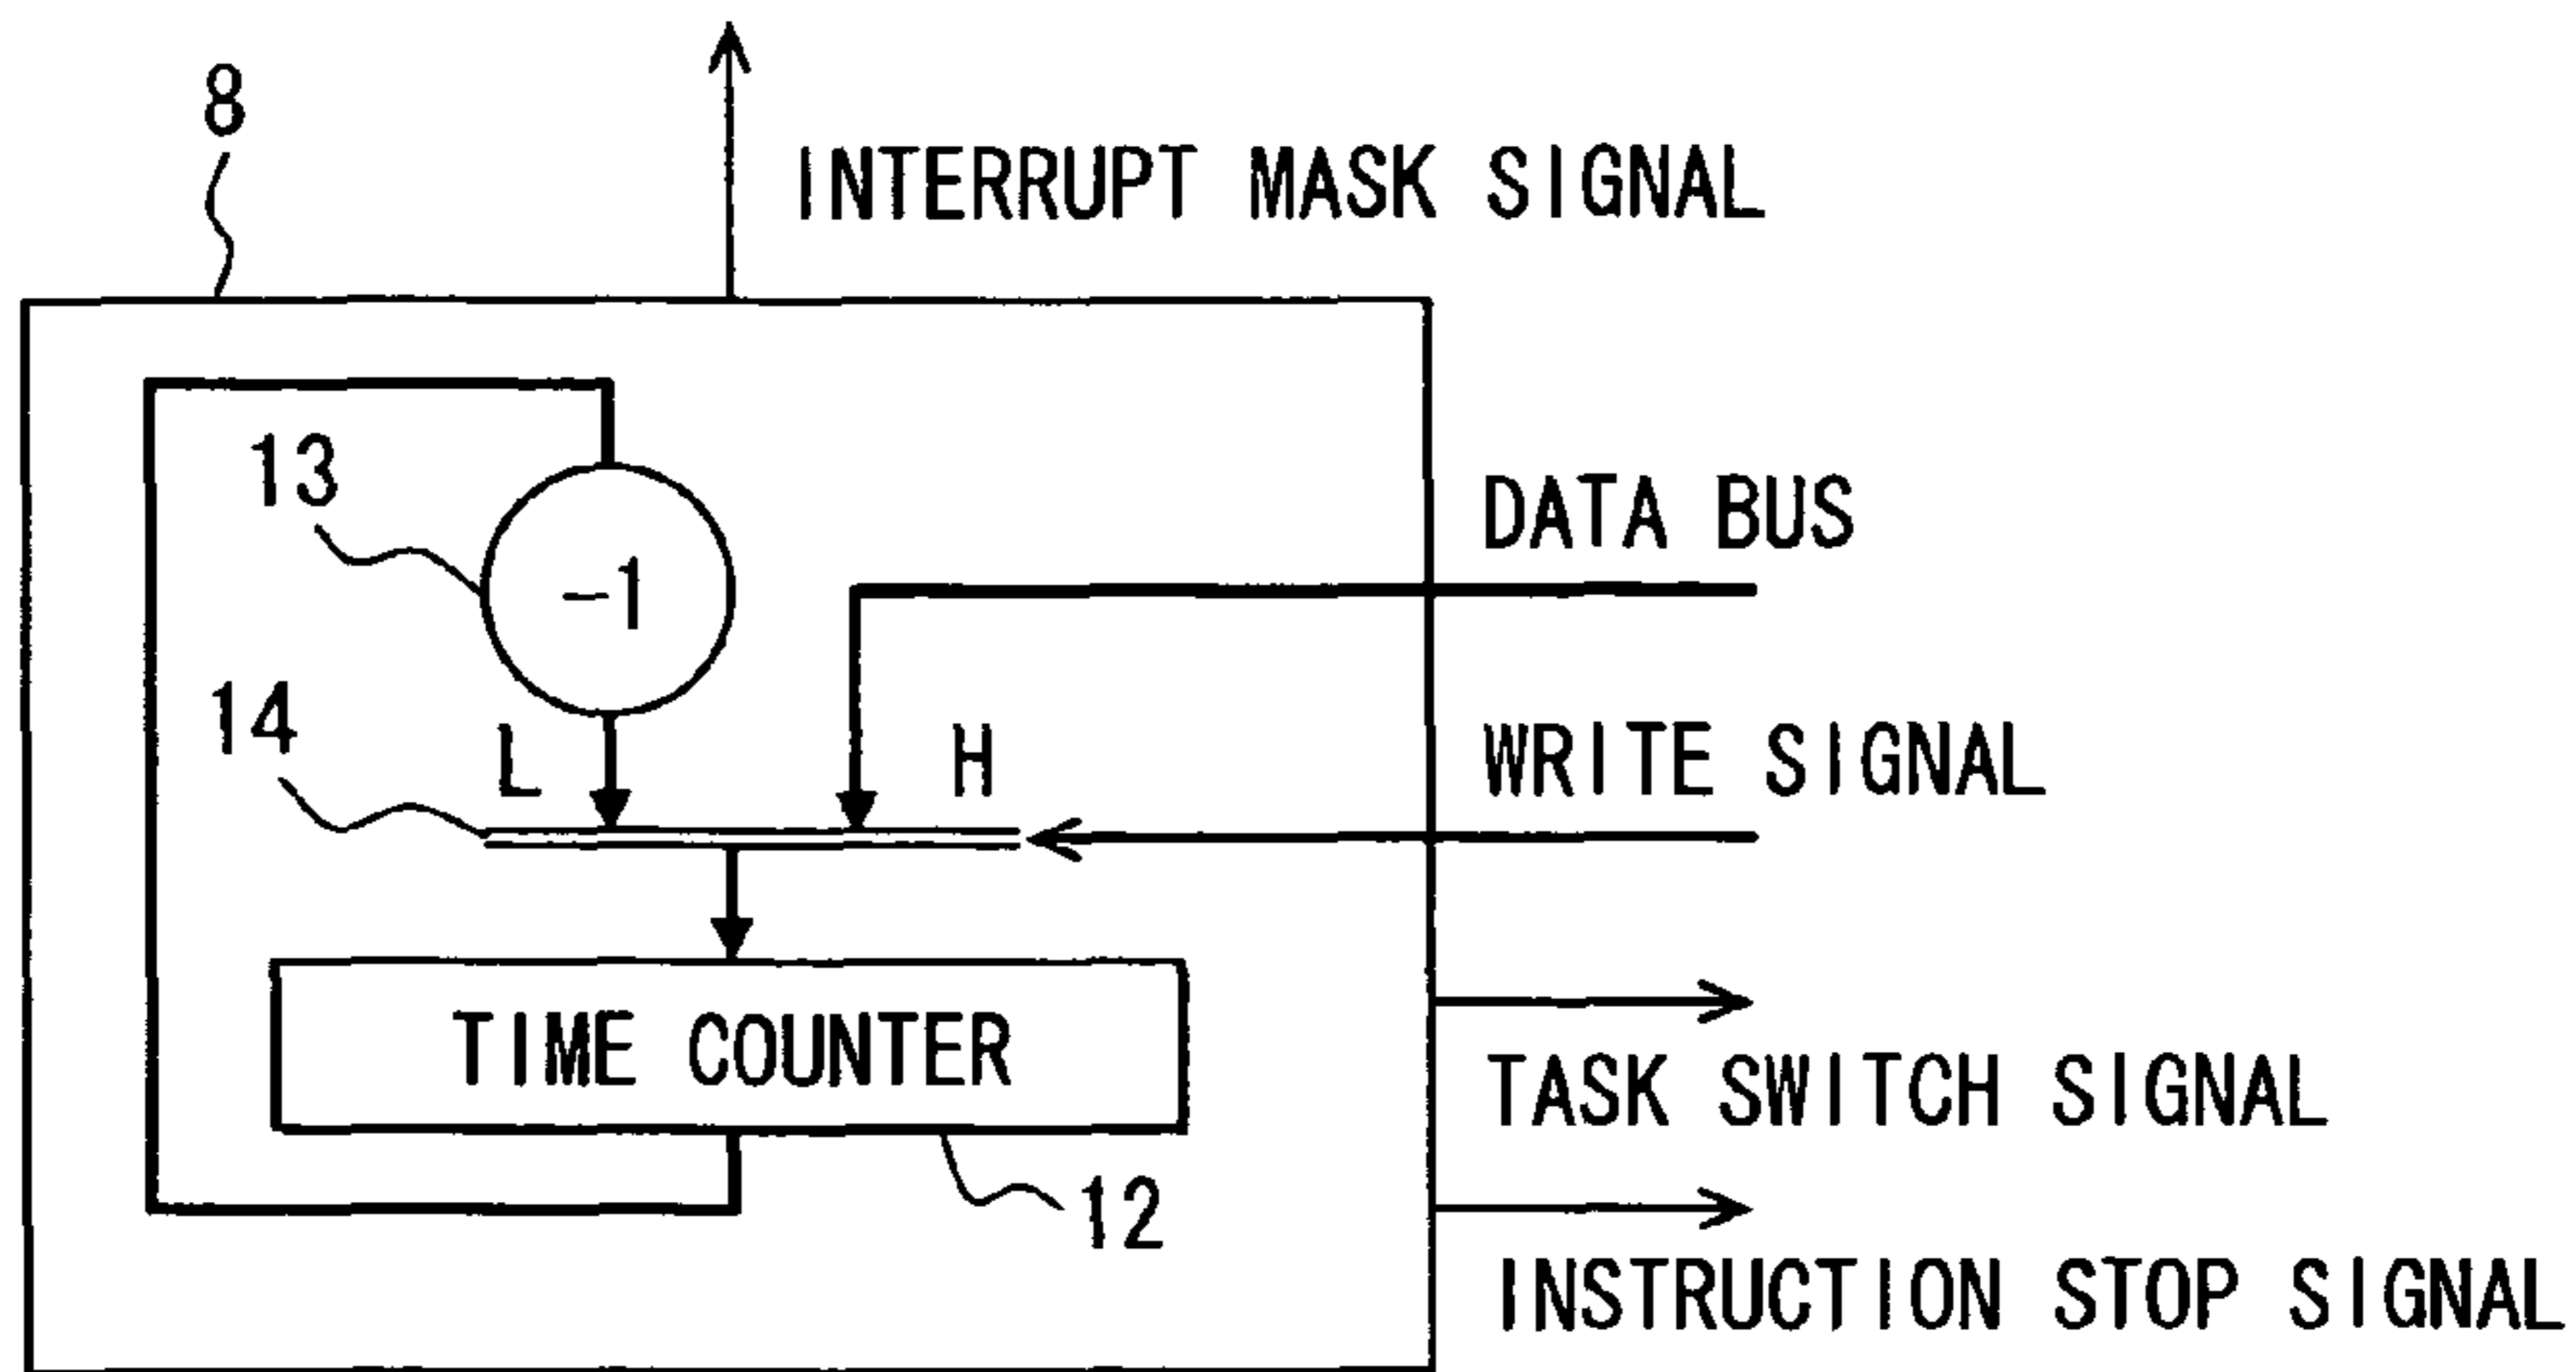 8
INTERRUPT MASK SIGNAL
13
-1
DATA BUS
14
L
H
WRITE SIGNAL
TIME COUNTER
TASK SWITCH SIGNAL
12
INSTRUCTION STOP SIGNAL